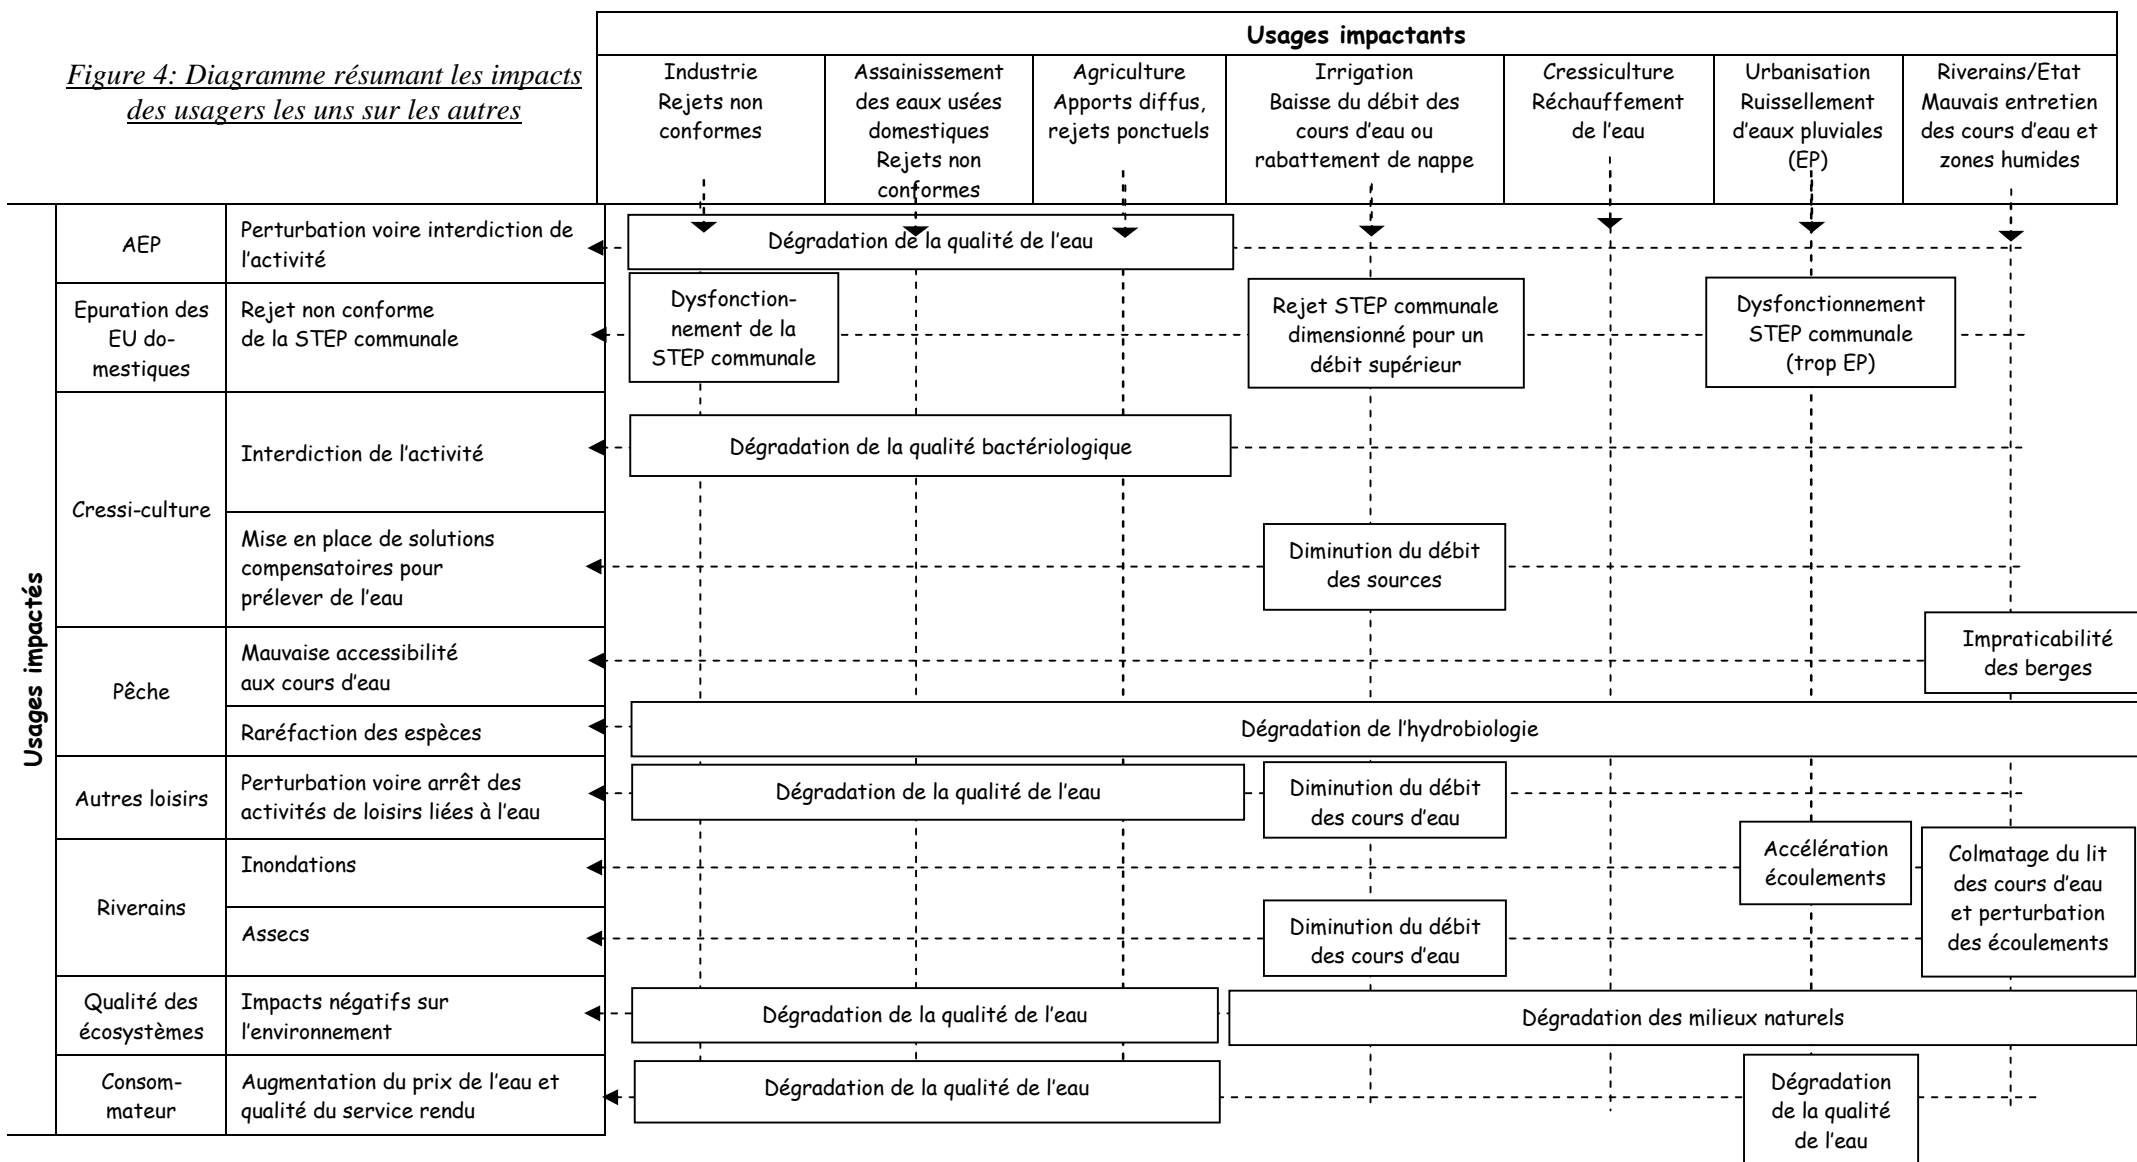 Usages impactants
Figure 4: Diagramme résumant les impacts
des usagers les uns sur les autres
Industrie
Rejets non
conformes
Assainissement
des eaux usées
domestiques
Rejets non
conformes
Agriculture
Apports diffus,
rejets ponctuels
Irrigation
Baisse du débit des
cours d'eau ou
rabattement de nappe
Cressiculture
Réchauffement
de l'eau
Urbanisation
Ruissellement
d'eaux pluviales
(EP)
Riverains/Etat
Mauvais entretien
des cours d'eau et
zones humides
Usages impactés
AEP
Perturbation voire interdiction de
l'activité
Dégradation de la qualité de l'eau
Epuration des
EU do-
mestiques
Rejet non conforme
de la STEP communale
Dysfonction-
nement de la
STEP communale
Rejet STEP communale
dimensionné pour un
débit supérieur
Dysfonctionnement
STEP communale
(trop EP)
Cressi-culture
Interdiction de l'activité
Dégradation de la qualité bactériologique
Mise en place de solutions
compensatoires pour
prélever de l'eau
Diminution du débit
des sources
Pêche
Mauvaise accessibilité
aux cours d'eau
Impraticabilité
des berges
Raréfaction des espèces
Dégradation de l'hydrobiologie
Autres loisirs
Perturbation voire arrêt des
activités de loisirs liées à l'eau
Dégradation de la qualité de l'eau
Diminution du débit
des cours d'eau
Riverains
Inondations
Accélération
écoulements
Colmatage du lit
des cours d'eau
et perturbation
des écoulements
Assecs
Diminution du débit
des cours d'eau
Qualité des
écosystèmes
Impacts négatifs sur
l'environnement
Dégradation de la qualité de l'eau
Dégradation des milieux naturels
Consom-
mateur
Augmentation du prix de l'eau et
qualité du service rendu
Dégradation de la qualité de l'eau
Dégradation
de la qualité
de l'eau